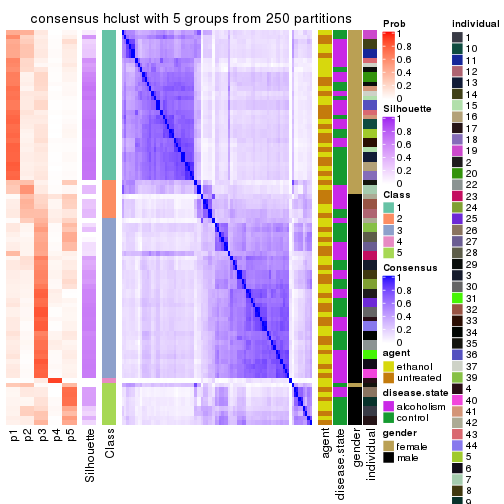 consensus hclust with 5 groups from 250 partitions
p1
p2
p3
p4
p5
Silhouette
Class
agent
disease.state
gender
individual
Prob
1
0.8
0.6
0.4
0.2
0
Silhouette
1
0.8
0.6
0.4
0.2
0
Class
1
2
3
4
5
Consensus
1
0.8
0.6
0.4
0.2
0
agent
ethanol
untreated
disease.state
alcoholism
control
gender
female
male
individual
1
10
11
12
13
14
15
16
17
18
19
2
20
22
23
24
25
26
27
28
29
3
30
31
32
33
34
35
36
37
39
4
40
41
42
43
44
5
6
7
8
9